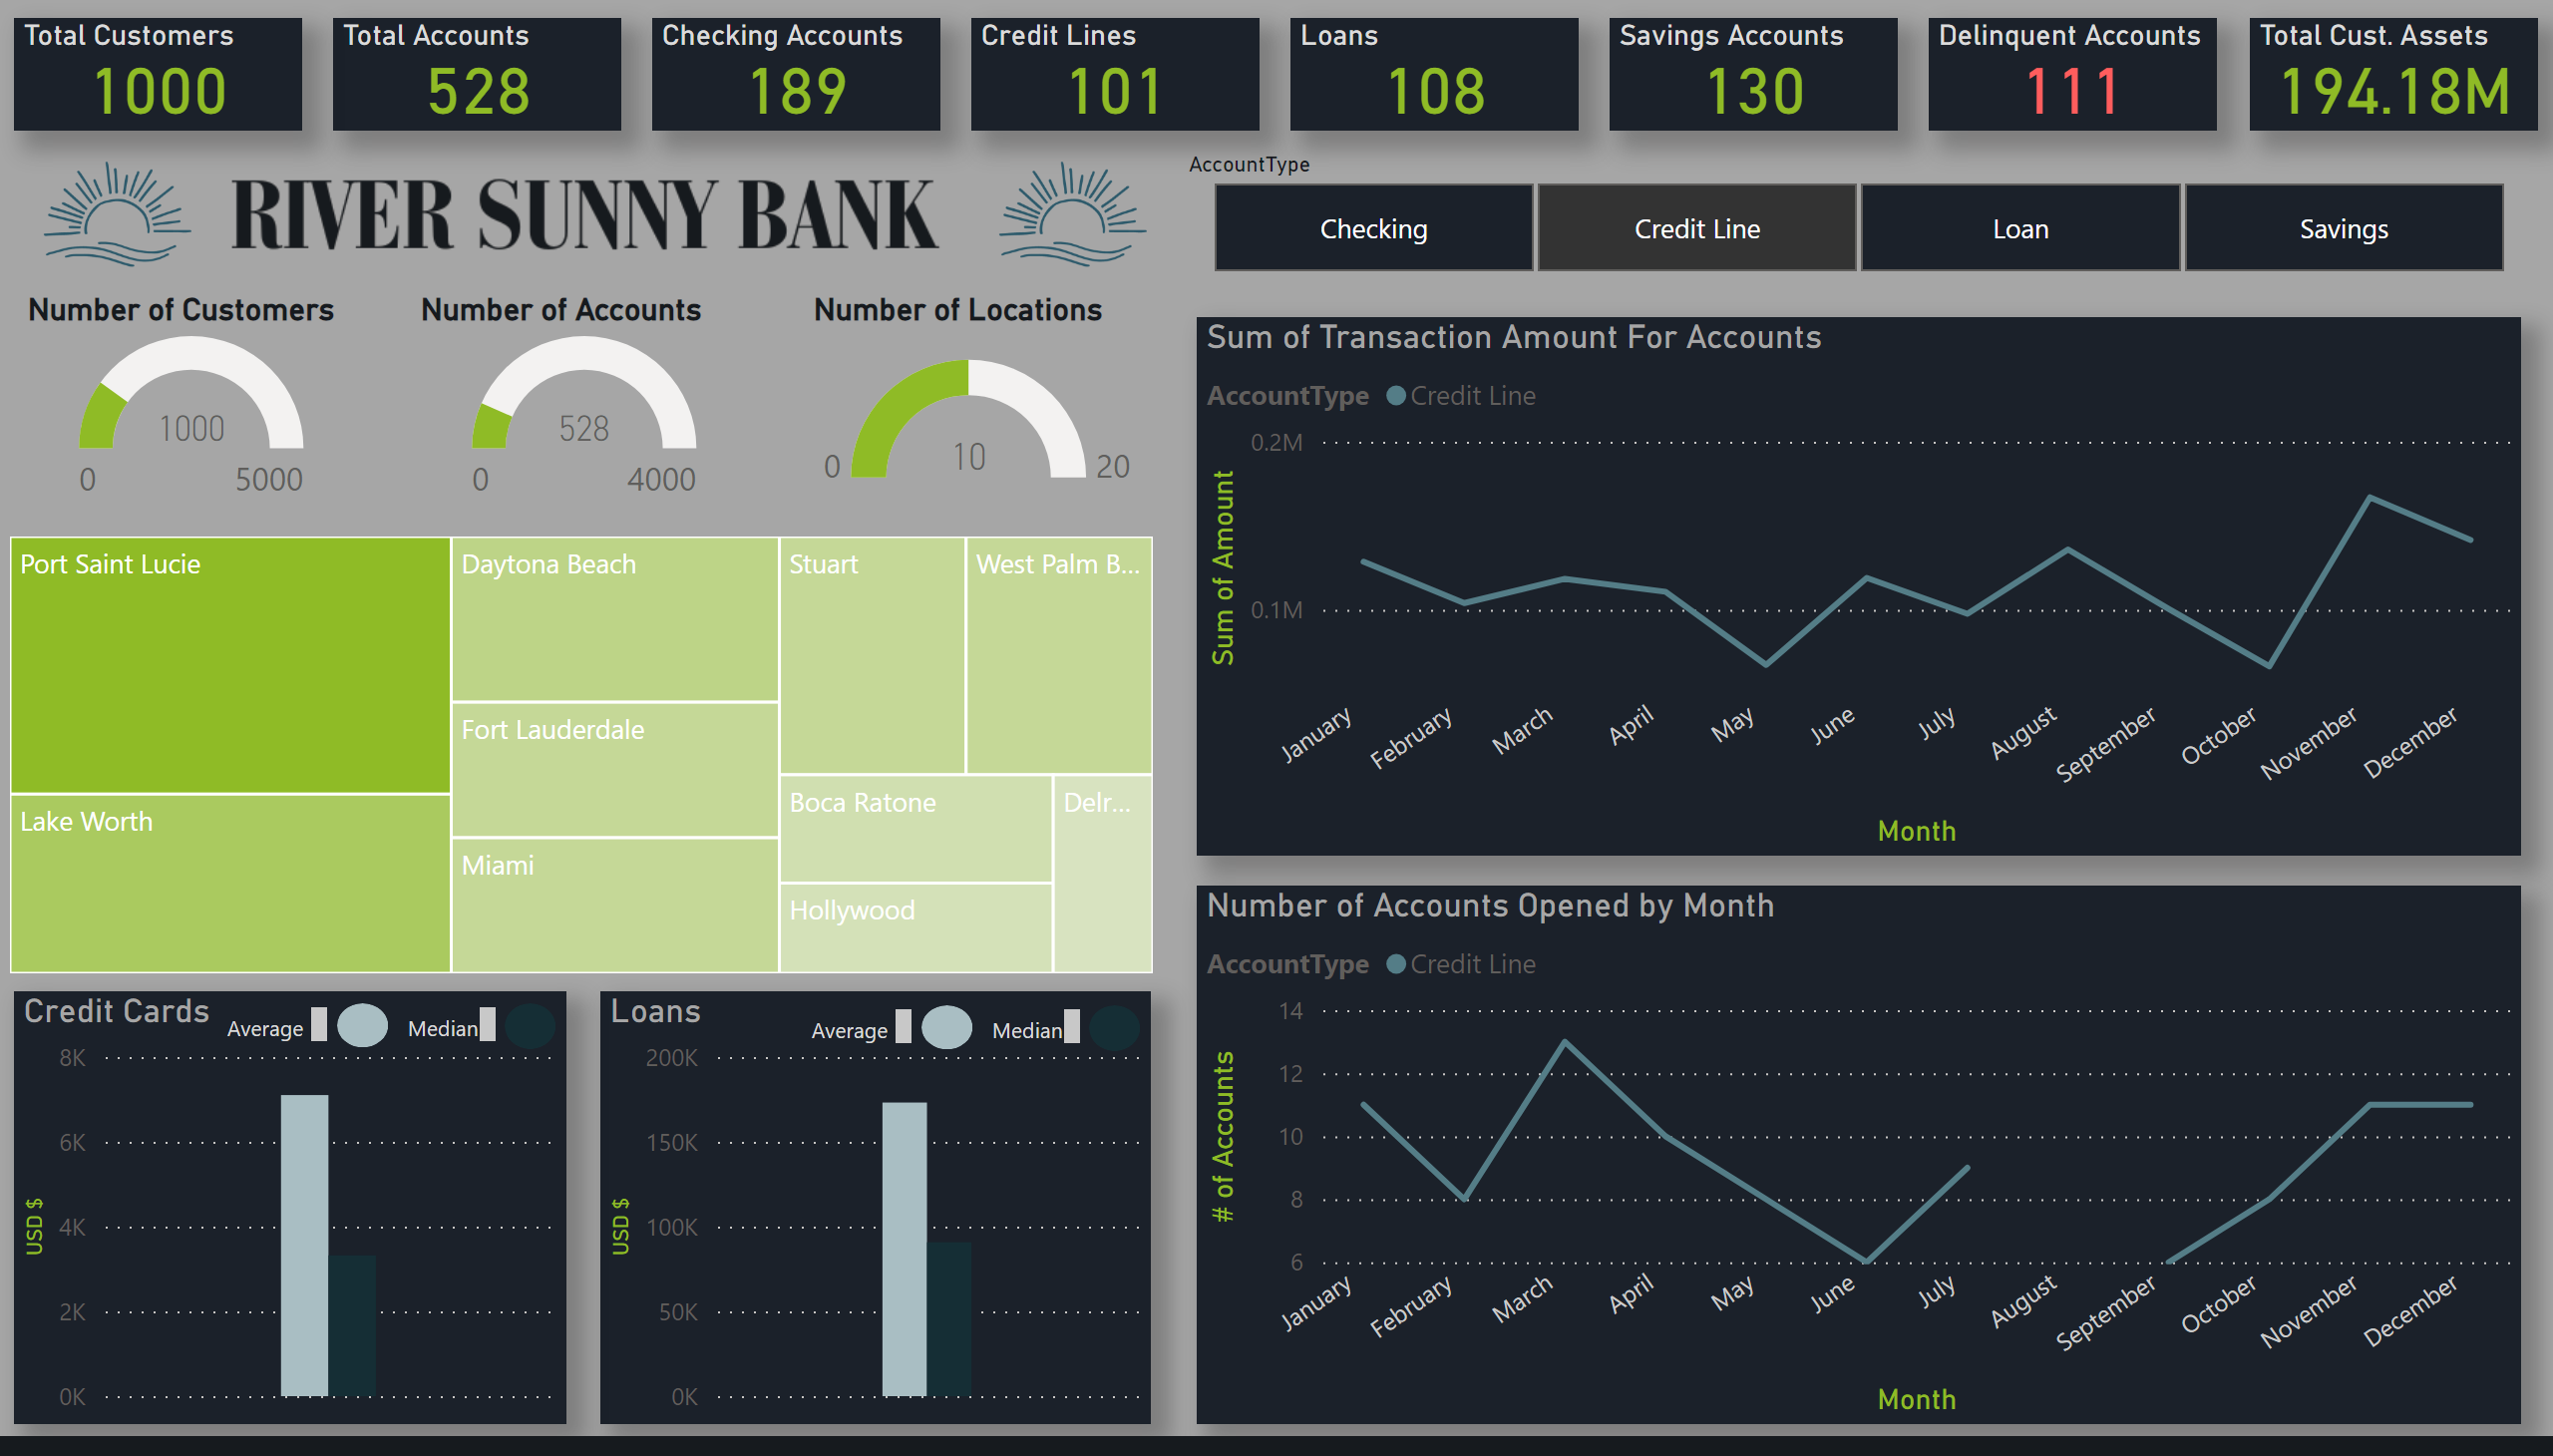 Total Customers
1000
Total Accounts
528
Checking Accounts
189
Credit Lines
101
Loans
108
Savings Accounts
130
Delinquent Accounts
111
Total Cust. Assets
194.18M
RIVER SUNNY BANK
AccountType
Checking
Credit Line
Loan
Savings
Number of Customers
1000
0
5000
Number of Accounts
528
0
4000
Number of Locations
10
0
20
Port Saint Lucie
Lake Worth
Daytona Beach
Fort Lauderdale
Miami
Stuart
West Palm B...
Boca Ratone
Hollywood
Delr...
Sum of Transaction Amount For Accounts
AccountType Credit Line
Sum of Amount
0.2M
0.1M
January
February
March
April
May
June
July
August
September
October
November
December
Month
Number of Accounts Opened by Month
AccountType Credit Line
# of Accounts
14
12
10
8
6
January
February
March
April
May
June
July
August
September
October
November
December
Month
Credit Cards
Average
Median
USD $
8K
6K
4K
2K
0K
Loans
Average
Median
USD $
200K
150K
100K
50K
0K